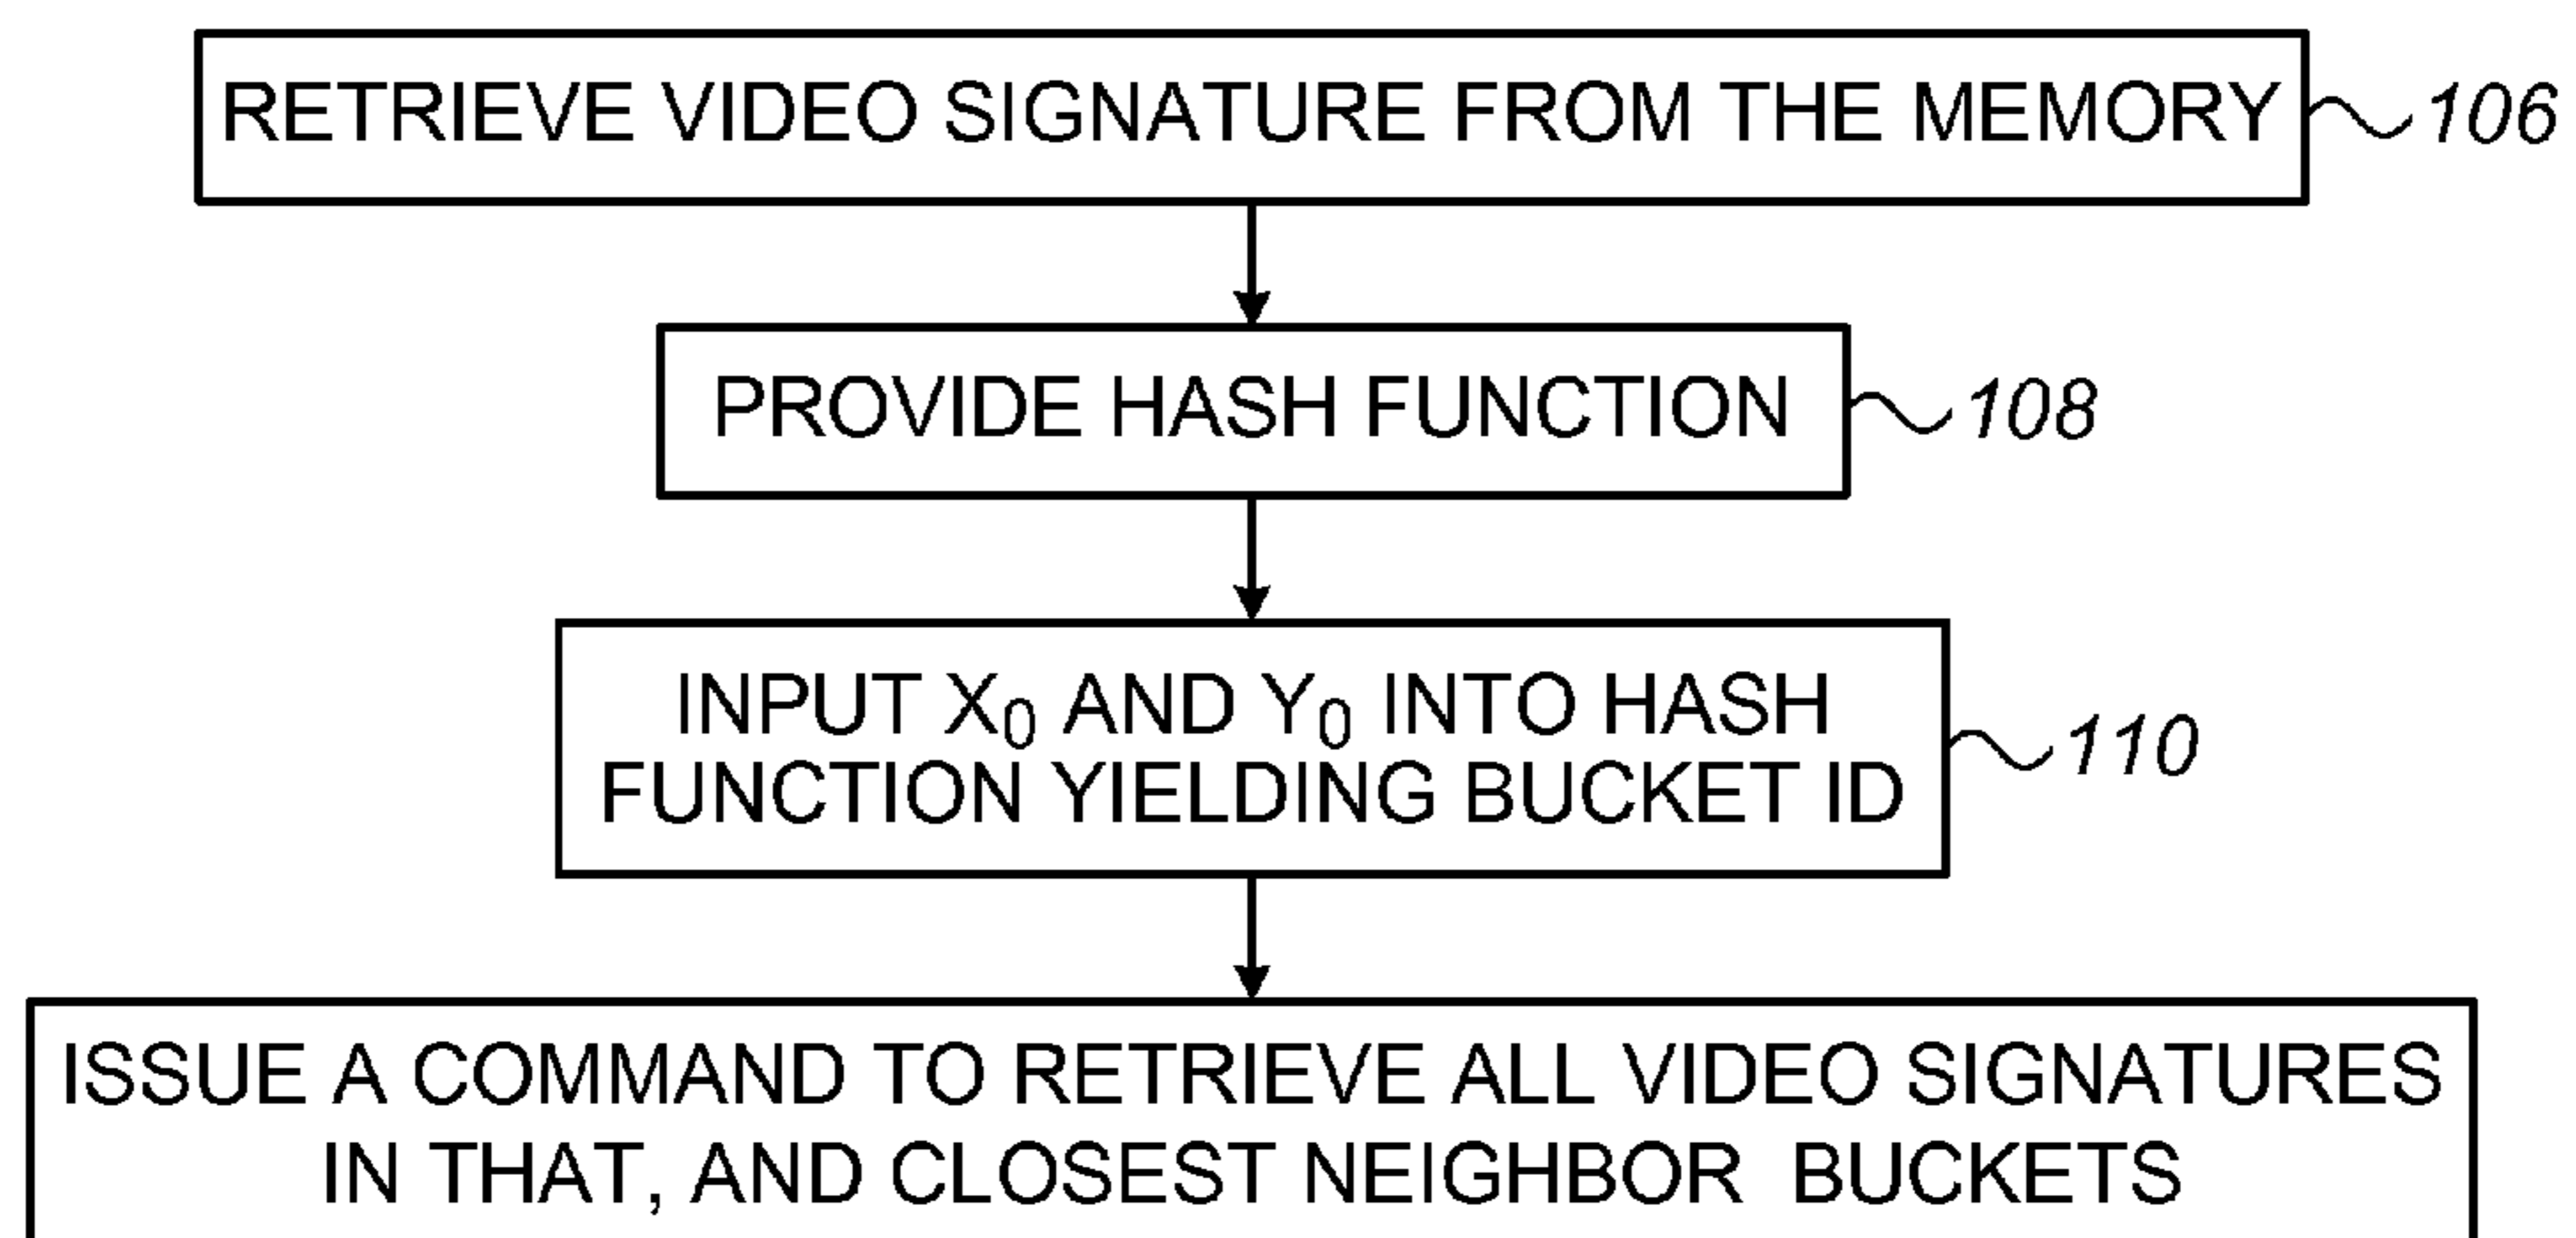 RETRIEVE VIDEO SIGNATURE FROM THE MEMORY 106
PROVIDE HASH FUNCTION 108
INPUT X₀ AND Y₀ INTO HASH
FUNCTION YIELDING BUCKET ID
110
ISSUE A COMMAND TO RETRIEVE ALL VIDEO SIGNATURES
IN THAT, AND CLOSEST NEIGHBOR BUCKETS